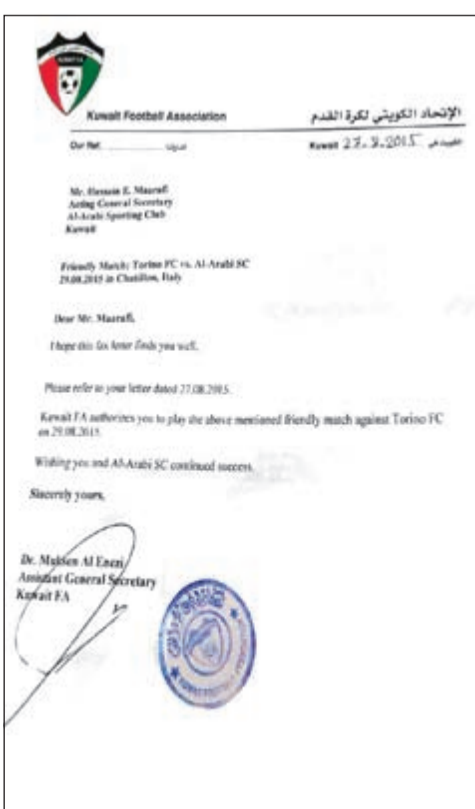 Kuwait Football Association
الإتحاد الكويتي لكرة القدم
Our Ref.
Kuwait 27.8.2015 الكويت في
Mr. Hussain E. Maarafi
Acting General Secretary
Al-Arabi Sporting Club
Kuwait
Friendly Match: Torino FC vs. Al-Arabi SC
29.08.2015 in Chatillon, Italy
Dear Mr. Maarafi,
I hope this fax letter finds you well.
Please refer to your letter dated 27.08.2015.
Kuwait FA authorizes you to play the above mentioned friendly match against Torino FC
on 29.08.2015.
Wishing you and Al-Arabi SC continued success.
Sincerely yours,
Dr. Muhsen Al Enezi
Assistant General Secretary
Kuwait FA